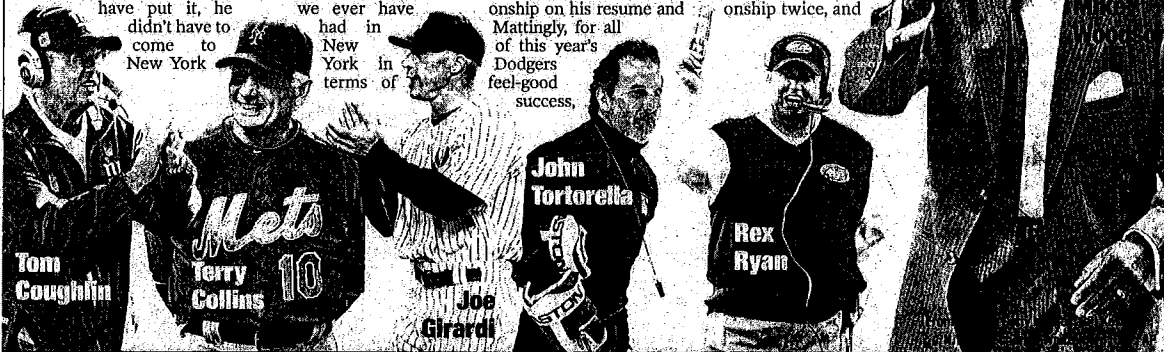 have put it, he
didn't have to
come to
New York
we ever have
had in
New
York in
terms of
onship on his resume and
Mattingly, for all
of this year's
Dodgers
feel-good
success,
onship twice, and
Tom
Coughlin
Mets
10
Terry
Collins
Joe
Girardi
John
Tortorella
Rex
Ryan
Mike
Woodson